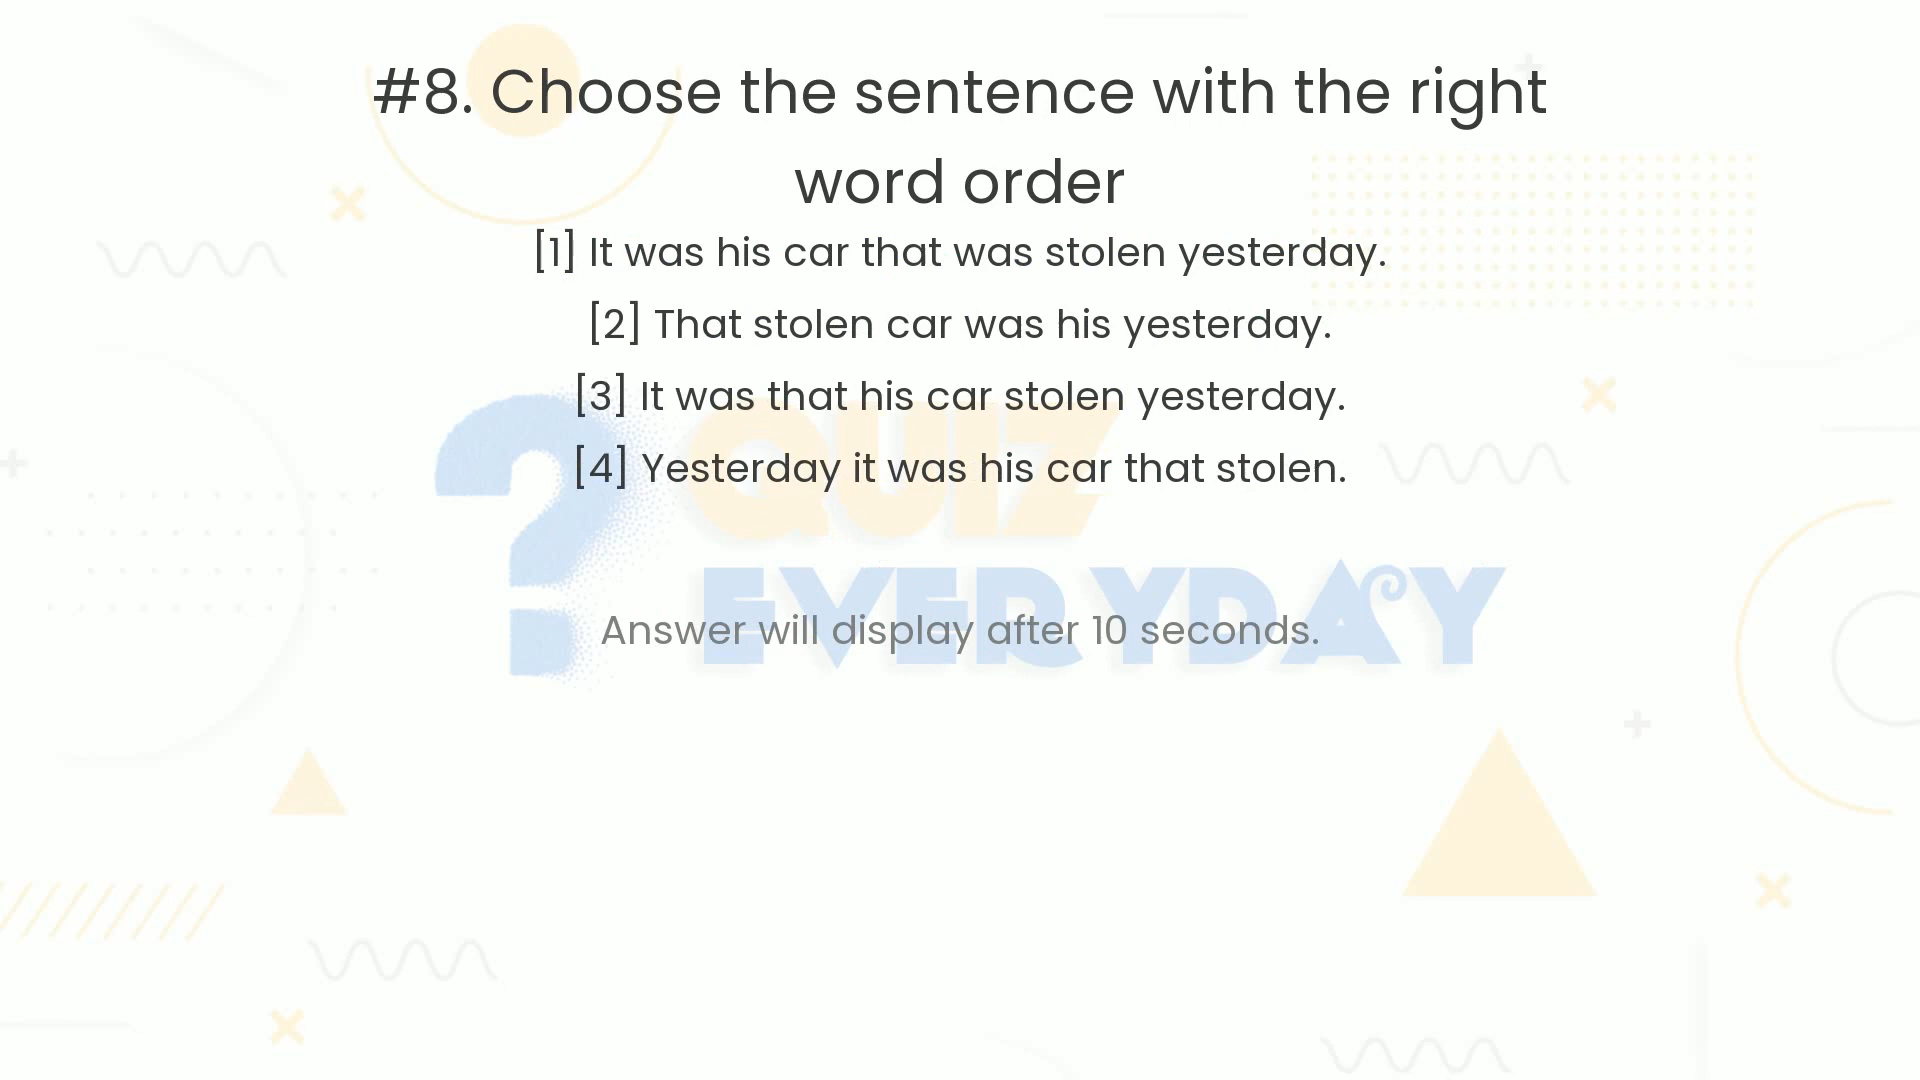 #8. Choose the sentence with the right
word order
[1] It was his car that was stolen yesterday.
[2] That stolen car was his yesterday.
[3] It was that his car stolen yesterday.
[4] Yesterday it was his car that stolen.
QUIZ
EVERYDAY
Answer will display after 10 seconds.